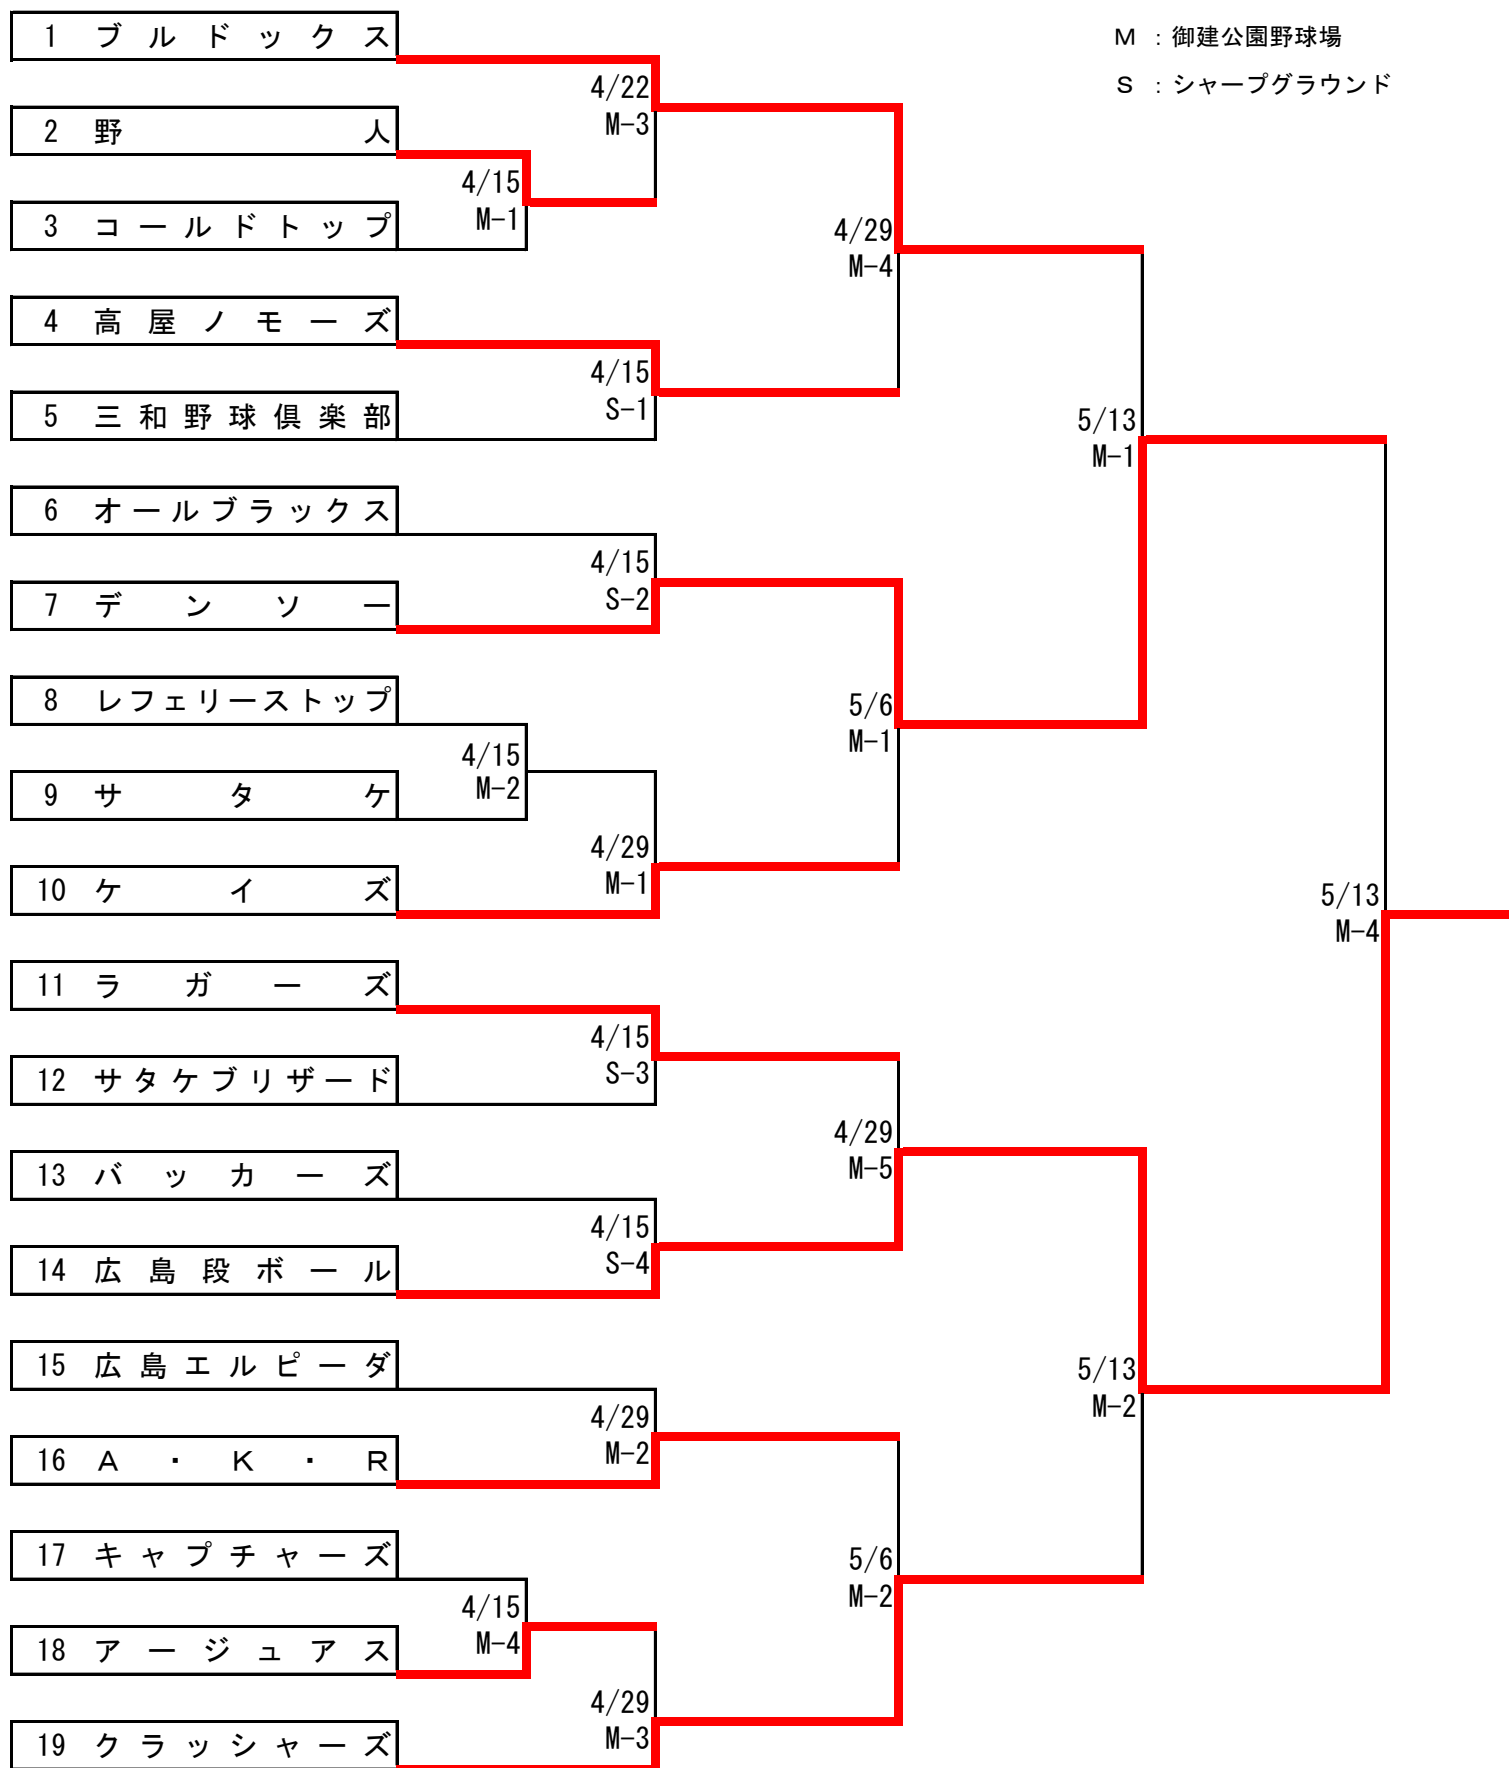 1 ブルドックス
M : 御建公園野球場
4/22
S : シャープグラウンド
M-3
2 野人
4/15
M-1
3 コールドトップ
4/29
M-4
4 高屋ノモーズ
4/15
S-1
5 三和野球倶楽部
5/13
M-1
6 オールブラックス
4/15
S-2
7 デンソー
8 レフェリーストップ
5/6
M-1
4/15
M-2
9 サタケ
4/29
M-1
10 ケイズ
5/13
M-4
11 ラガーズ
4/15
S-3
12 サタケブリザード
4/29
M-5
13 バッカーズ
4/15
S-4
14 広島段ボール
15 広島エルピーダ
5/13
M-2
4/29
M-2
16 A・K・R
17 キャプチャーズ
5/6
M-2
4/15
M-4
18 アージュアス
4/29
M-3
19 クラッシャーズ